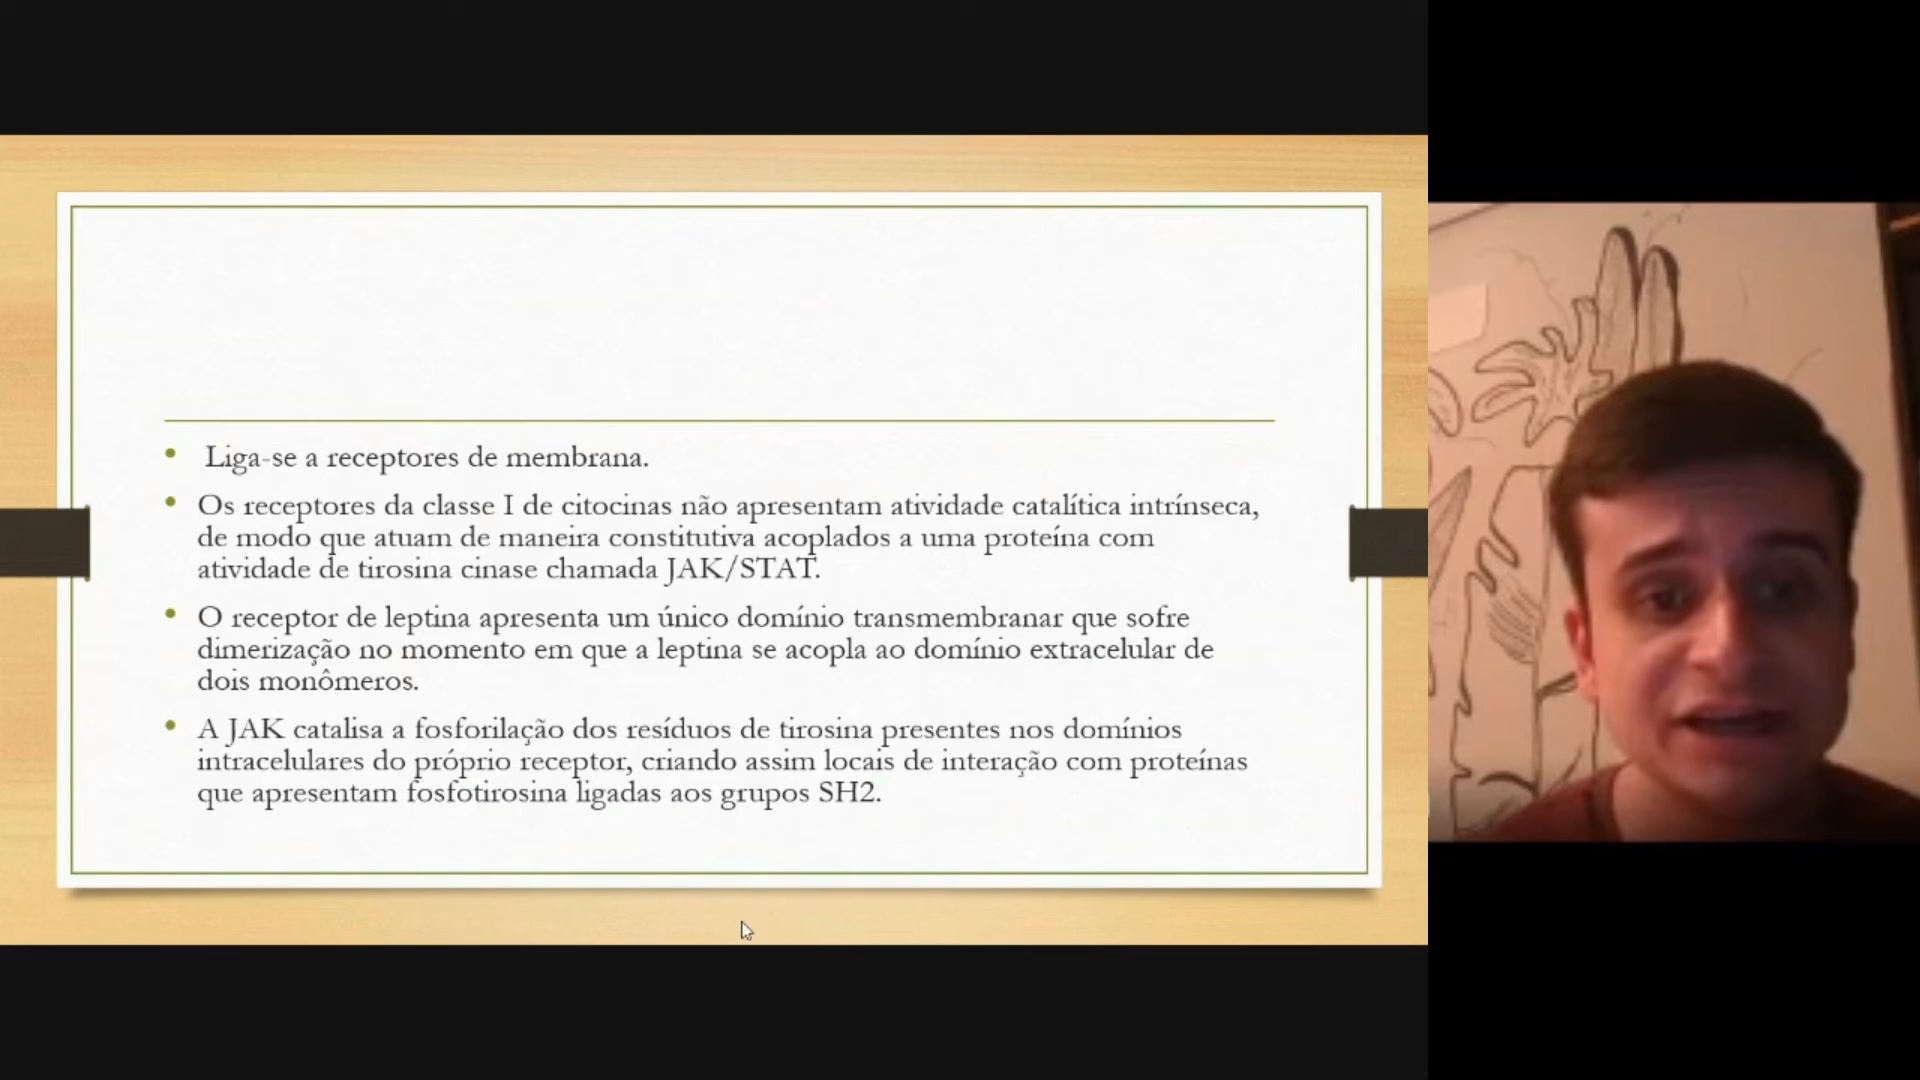 Liga-se a receptores de membrana.
Os receptores da classe I de citocinas não apresentam atividade catalítica intrínseca,
de modo que atuam de maneira constitutiva acoplados a uma proteína com
atividade de tirosina cinase chamada JAK/STAT.
O receptor de leptina apresenta um único domínio transmembranar que sofre
dimerização no momento em que a leptina se acopla ao domínio extracelular de
dois monômeros.
A JAK catalisa a fosforilação dos resíduos de tirosina presentes nos domínios
intracelulares do próprio receptor, criando assim locais de interação com proteínas
que apresentam fosfotirosina ligadas aos grupos SH2.